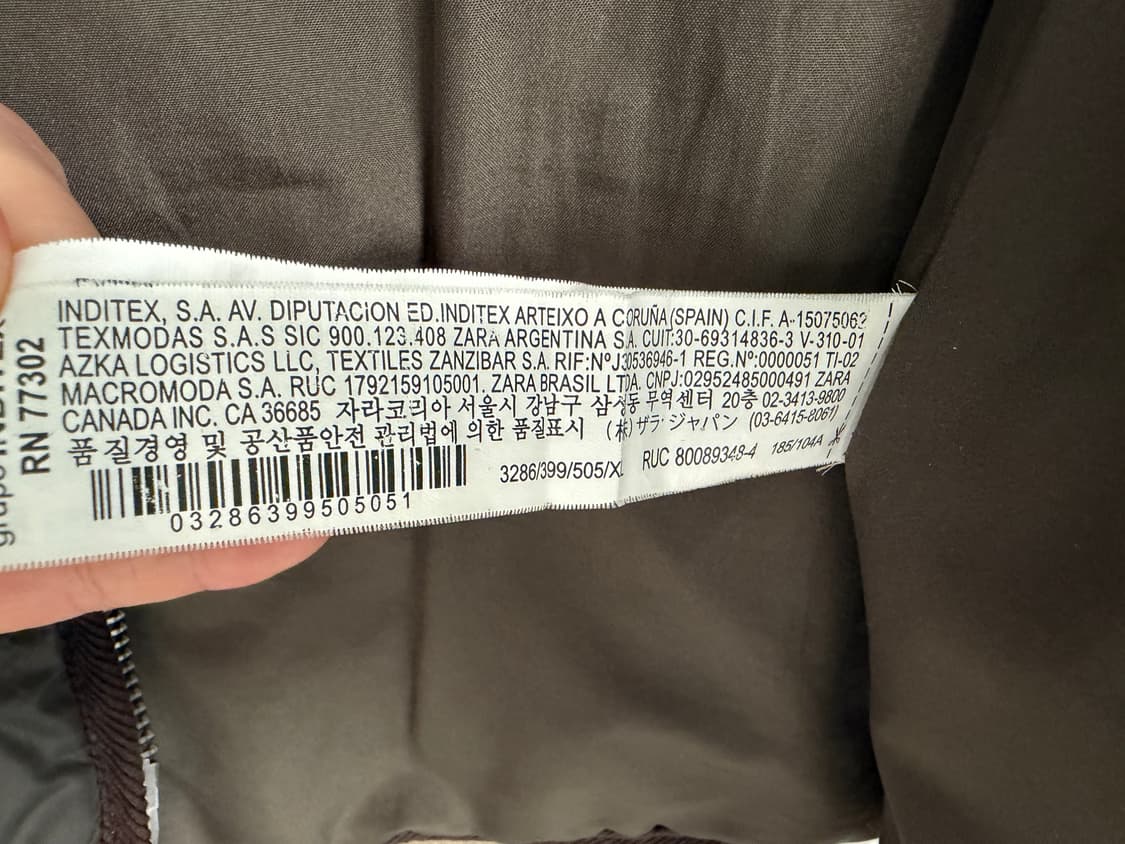 INDITEX, S.A. AV. DIPUTACION ED.INDITEX ARTEIXO A CORUÑA (SPAIN) C.I.F. A-15075062
TEXMODAS S.A.S SIC 900.123.408 ZARA ARGENTINA S.A. CUIT:30-69314836-3 V-310-01
AZKA LOGISTICS LLC, TEXTILES ZANZIBAR S.A. RIF:NºJ30536946-1 REG.Nº:0000051 TI-02
MACROMODA S.A. RUC 1792159105001. ZARA BRASIL LTDA. CNPJ:02952485000491 ZARA
CANADA INC. CA 36685 자라코리아 서울시 강남구 삼성동 무역센터 20층 02-3413-9800
품질경영 및 공산품안전 관리법에 의한 품질표시 (株)ザラ・ジャパン (03-6415-8061)
3286/399/505/XL RUC 80089348-4 185/104A
03286399505051
RN 77302